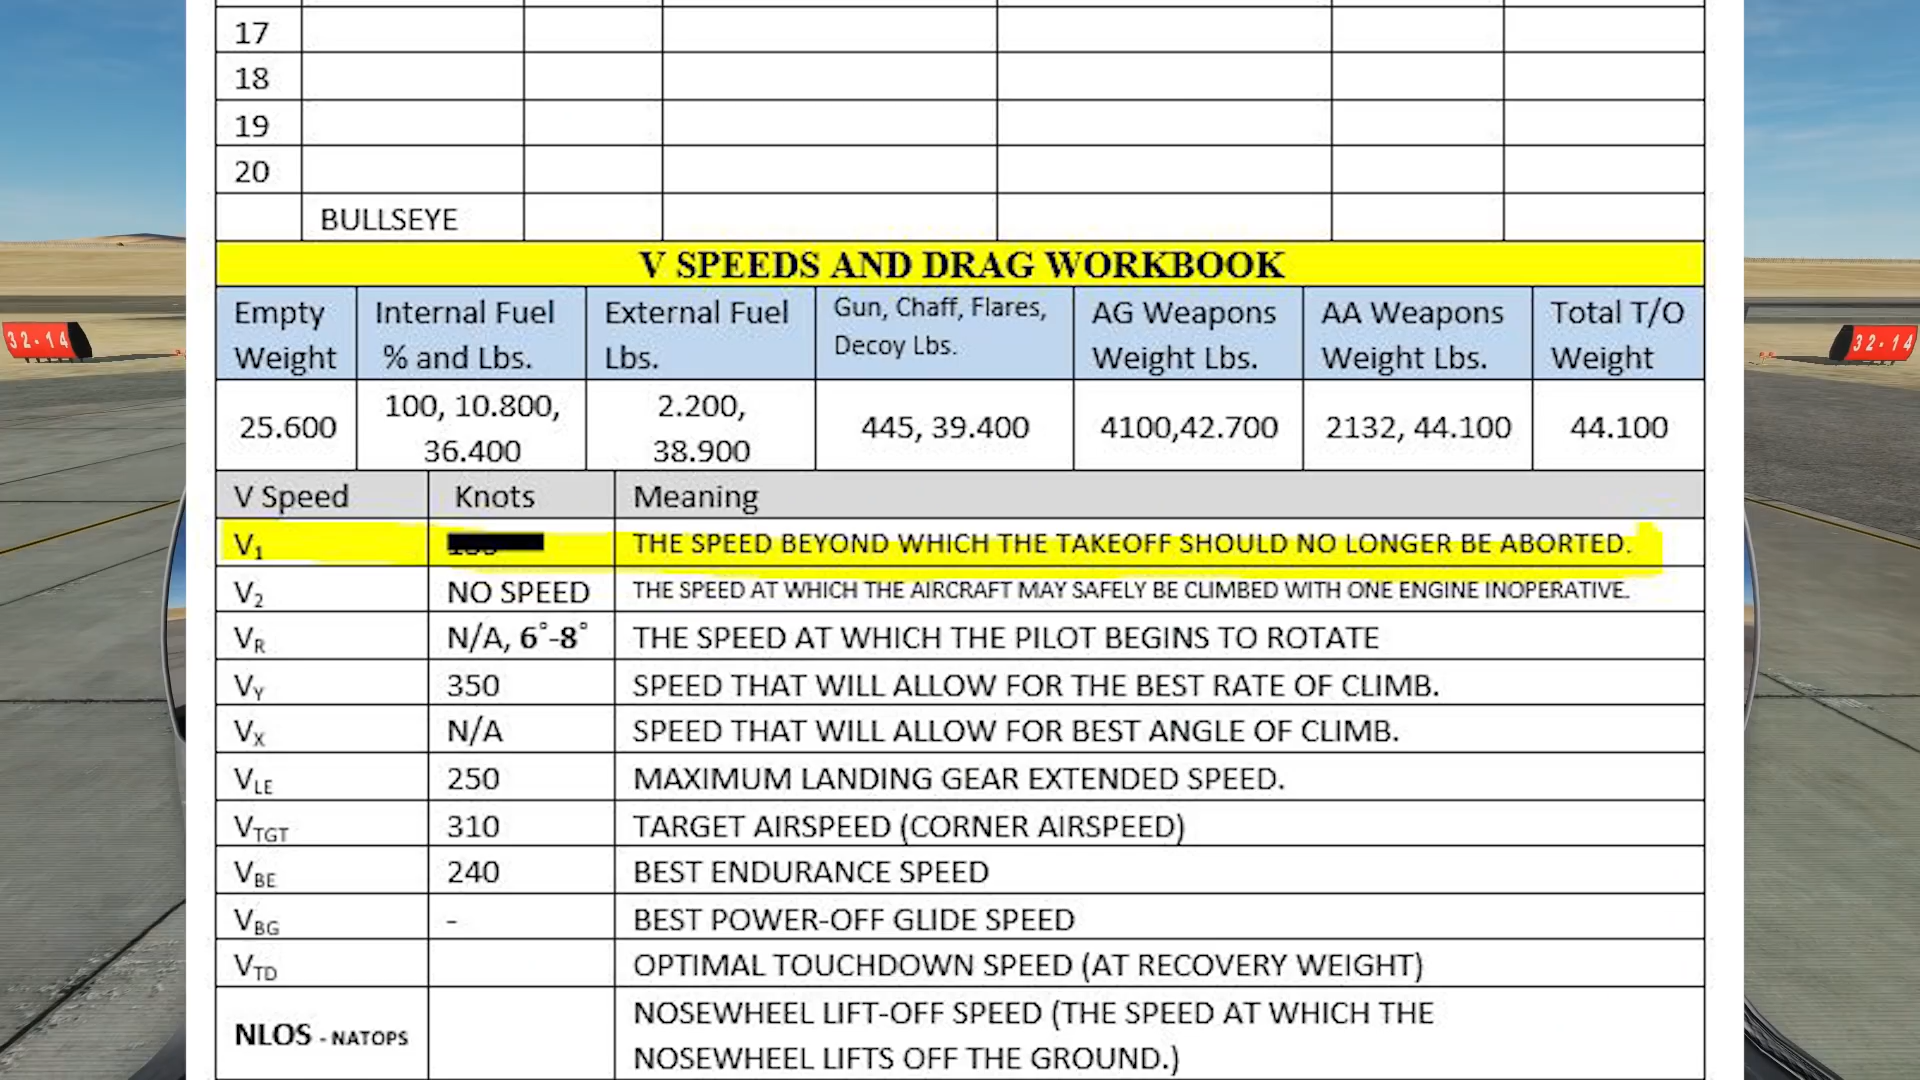 17
18
19
20
BULLSEYE
V SPEEDS AND DRAG WORKBOOK
Empty Weight
Internal Fuel % and Lbs.
External Fuel Lbs.
Gun, Chaff, Flares, Decoy Lbs.
AG Weapons Weight Lbs.
AA Weapons Weight Lbs.
Total T/O Weight
25.600
100, 10.800, 36.400
2.200, 38.900
445, 39.400
4100,42.700
2132, 44.100
44.100
V Speed Knots Meaning
V1 THE SPEED BEYOND WHICH THE TAKEOFF SHOULD NO LONGER BE ABORTED.
V2 NO SPEED THE SPEED AT WHICH THE AIRCRAFT MAY SAFELY BE CLIMBED WITH ONE ENGINE INOPERATIVE.
VR N/A, 6°-8° THE SPEED AT WHICH THE PILOT BEGINS TO ROTATE
VY 350 SPEED THAT WILL ALLOW FOR THE BEST RATE OF CLIMB.
VX N/A SPEED THAT WILL ALLOW FOR BEST ANGLE OF CLIMB.
VLE 250 MAXIMUM LANDING GEAR EXTENDED SPEED.
VTGT 310 TARGET AIRSPEED (CORNER AIRSPEED)
VBE 240 BEST ENDURANCE SPEED
VBG - BEST POWER-OFF GLIDE SPEED
VTD OPTIMAL TOUCHDOWN SPEED (AT RECOVERY WEIGHT)
NLOS - NATOPS NOSEWHEEL LIFT-OFF SPEED (THE SPEED AT WHICH THE
NOSEWHEEL LIFTS OFF THE GROUND.)
32-14
32-14